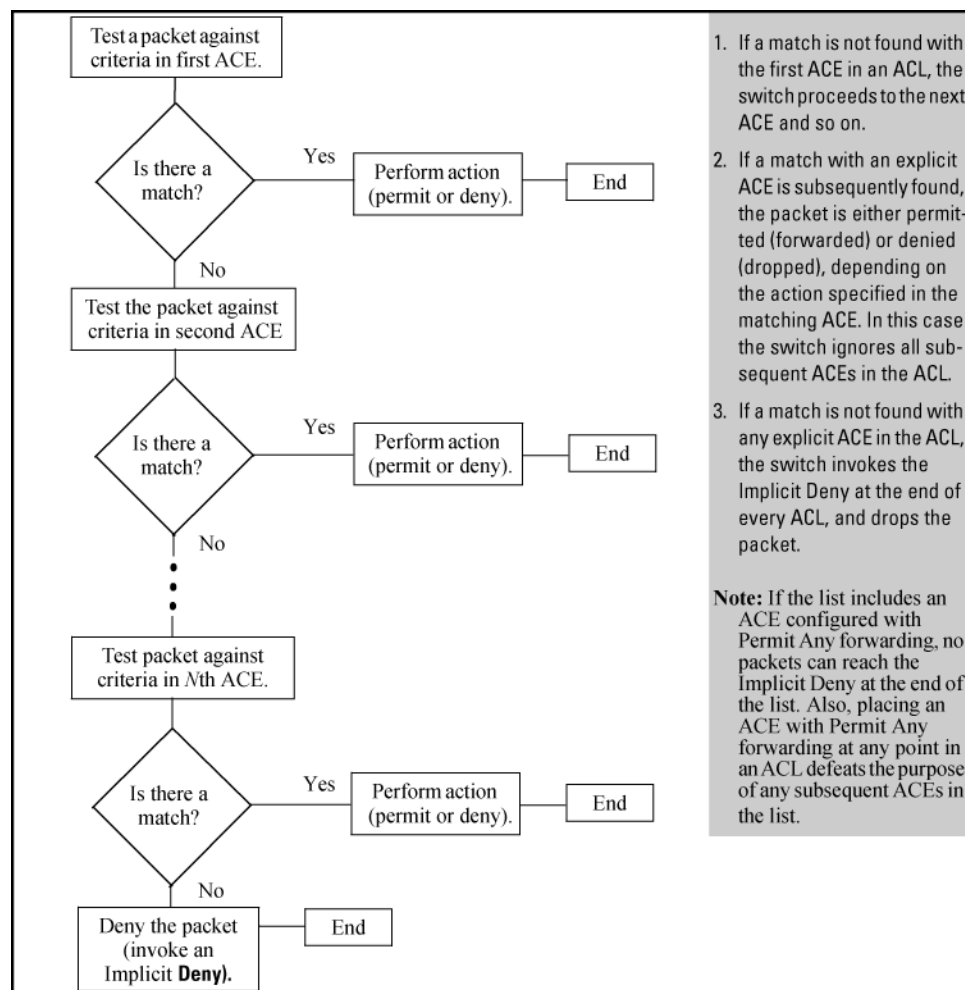 Test a packet against
criteria in first ACE.
Is there a
match?
Yes
Perform action
(permit or deny).
End
No
Test the packet against
criteria in second ACE
Is there a
match?
Yes
Perform action
(permit or deny).
End
No
Test packet against
criteria in Nth ACE.
Is there a
match?
Yes
Perform action
(permit or deny).
End
No
Deny the packet
(invoke an
Implicit Deny).
End
1. If a match is not found with
the first ACE in an ACL, the
switch proceeds to the next
ACE and so on.
2. If a match with an explicit
ACE is subsequently found,
the packet is either permit-
ted (forwarded) or denied
(dropped), depending on
the action specified in the
matching ACE. In this case
the switch ignores all sub-
sequent ACEs in the ACL.
3. If a match is not found with
any explicit ACE in the ACL,
the switch invokes the
Implicit Deny at the end of
every ACL, and drops the
packet.
Note: If the list includes an
ACE configured with
Permit Any forwarding, no
packets can reach the
Implicit Deny at the end of
the list. Also, placing an
ACE with Permit Any
forwarding at any point in
an ACL defeats the purpose
of any subsequent ACEs in
the list.